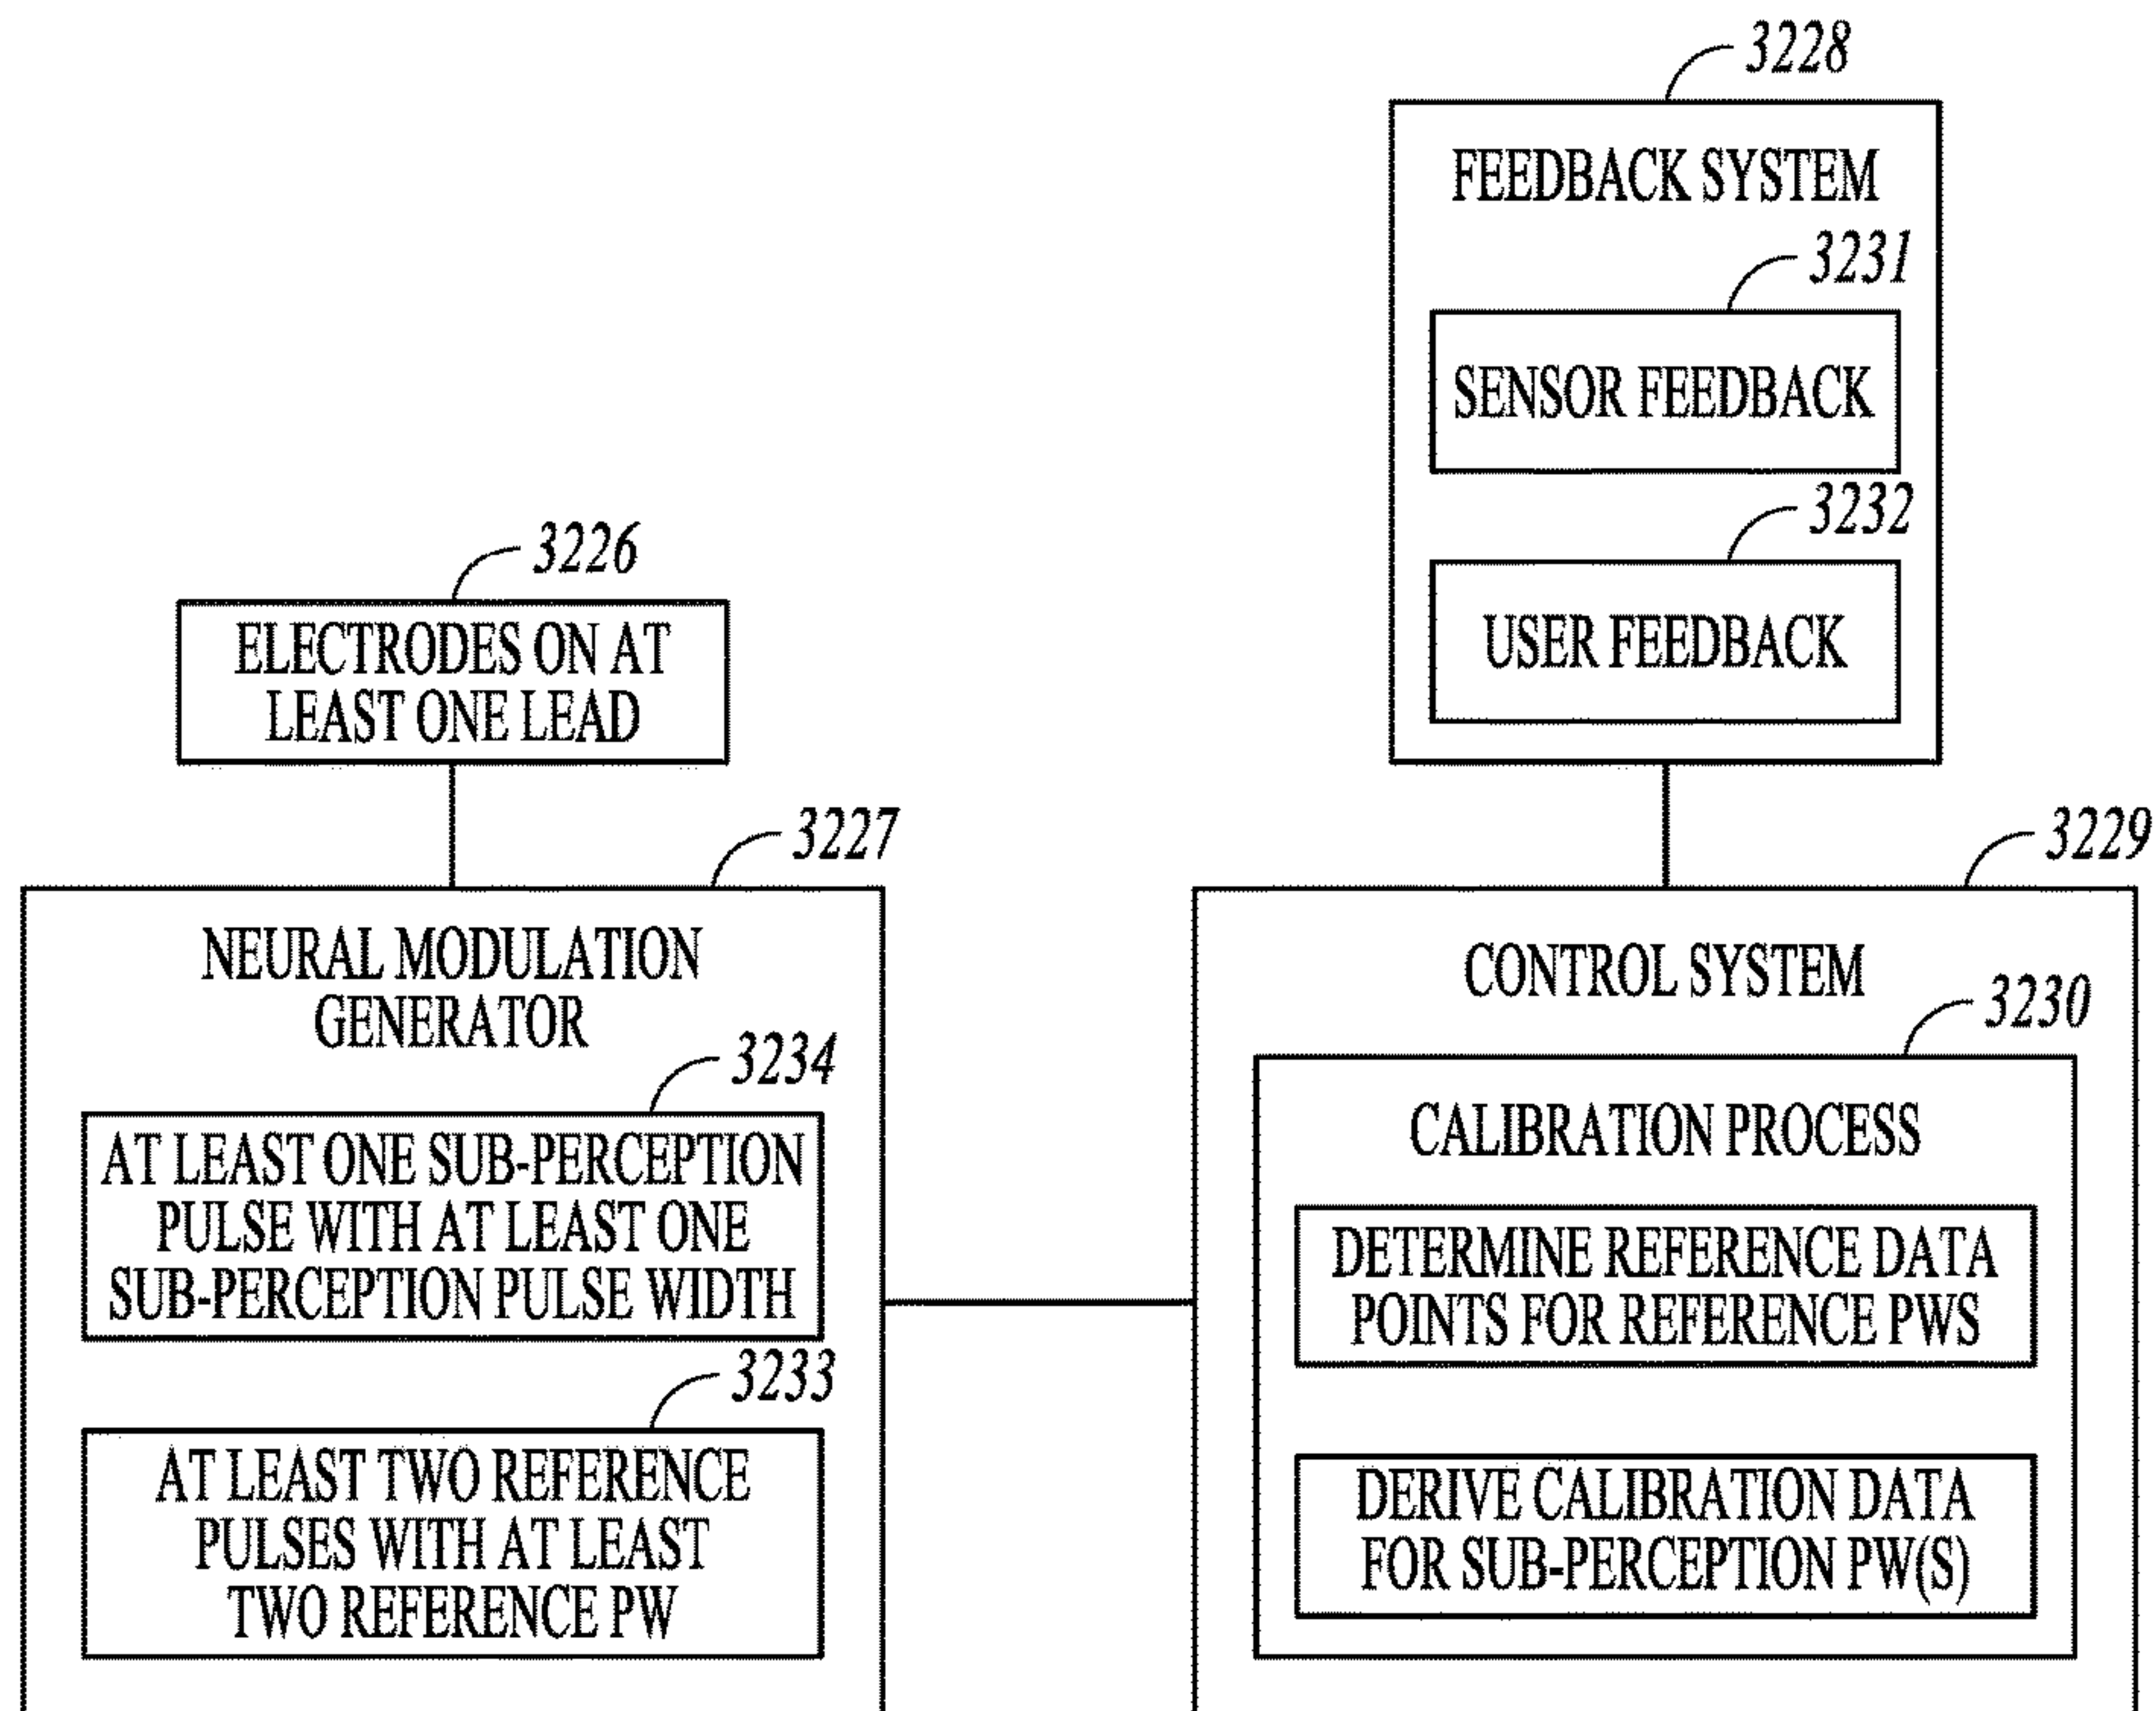 3228
FEEDBACK SYSTEM
3231
SENSOR FEEDBACK
3232
USER FEEDBACK
3226
ELECTRODES ON AT
LEAST ONE LEAD
3227
NEURAL MODULATION
GENERATOR
3234
AT LEAST ONE SUB-PERCEPTION
PULSE WITH AT LEAST ONE
SUB-PERCEPTION PULSE WIDTH
3233
AT LEAST TWO REFERENCE
PULSES WITH AT LEAST
TWO REFERENCE PW
3229
CONTROL SYSTEM
3230
CALIBRATION PROCESS
DETERMINE REFERENCE DATA
POINTS FOR REFERENCE PWS
DERIVE CALIBRATION DATA
FOR SUB-PERCEPTION PW(S)